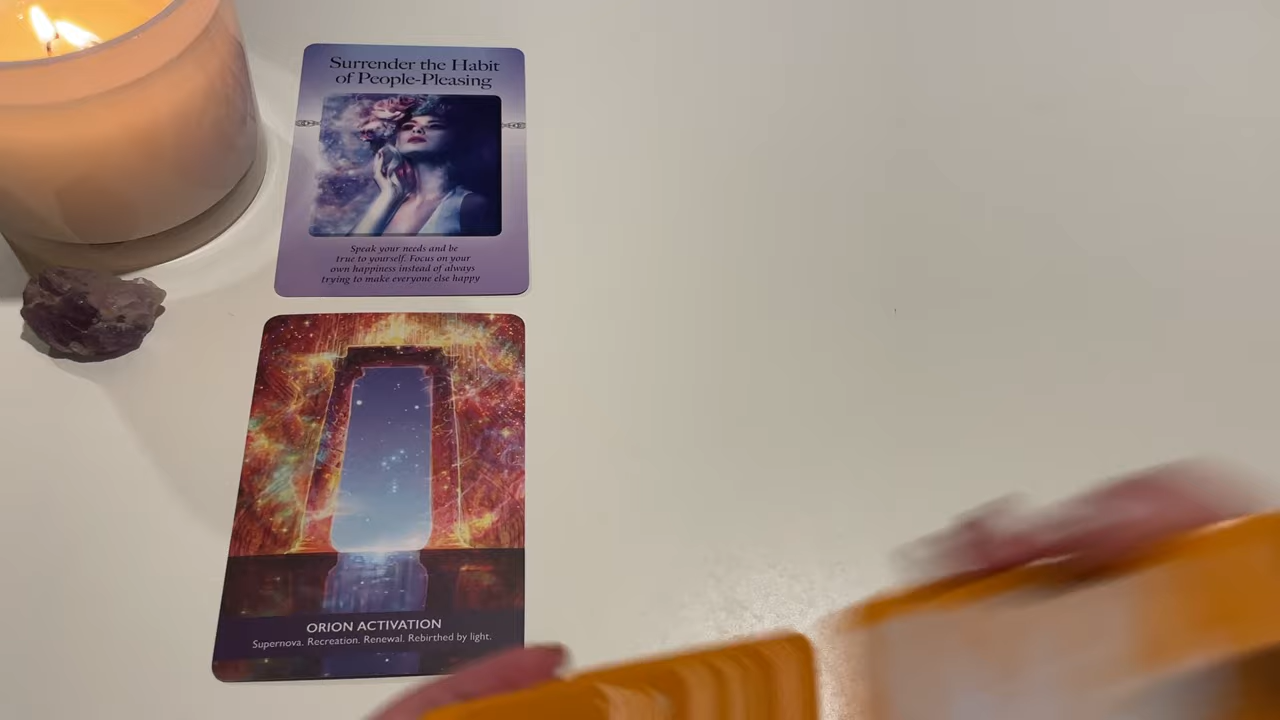 Surrender the Habit
of People-Pleasing
Speak your needs and be
true to yourself. Focus on your
own happiness instead of always
trying to make everyone else happy
ORION ACTIVATION
Supernova. Recreation. Renewal. Rebirthed by light.